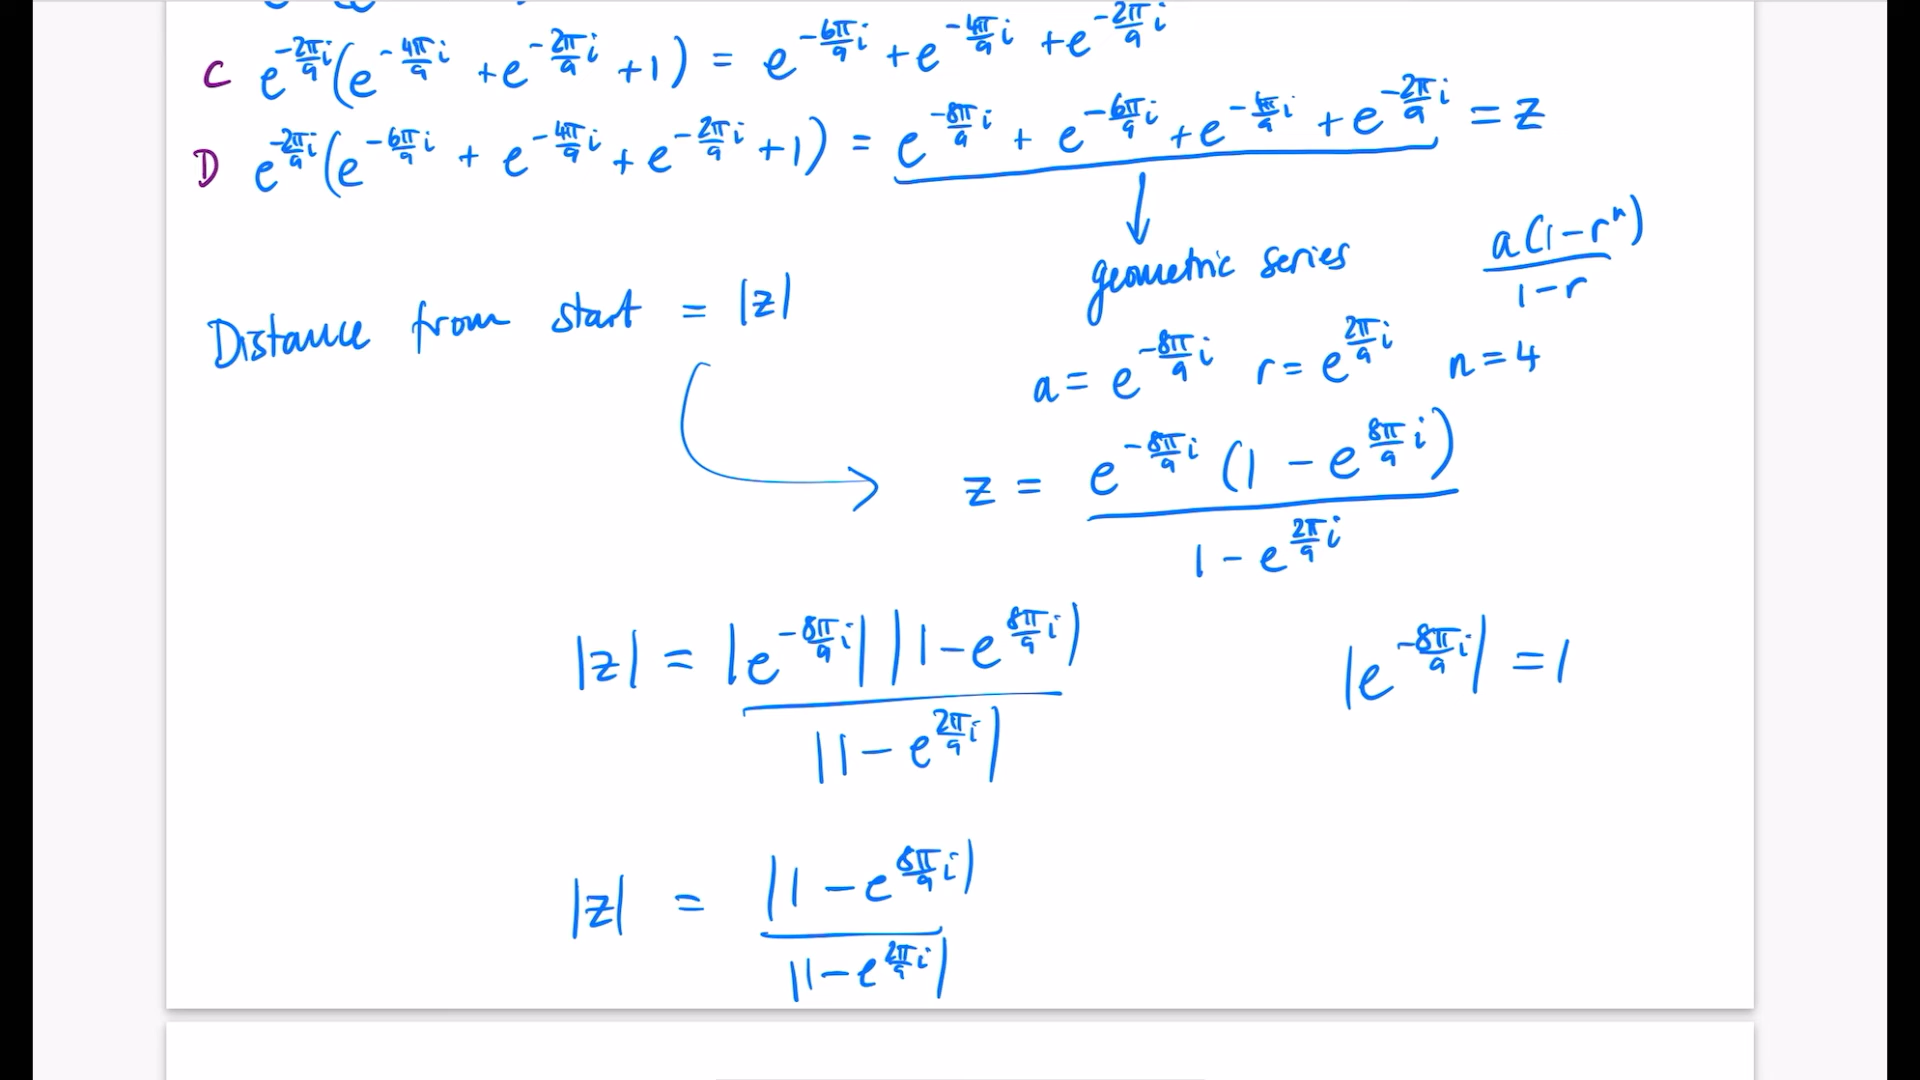 C e^{-2π/9 i}(e^{-4π/9 i} + e^{-2π/9 i} + 1) = e^{-6π/9 i} + e^{-4π/9 i} + e^{-2π/9 i}
D e^{-2π/9 i}(e^{-6π/9 i} + e^{-4π/9 i} + e^{-2π/9 i} + 1) = e^{-8π/9 i} + e^{-6π/9 i} + e^{-4π/9 i} + e^{-2π/9 i} = z
geometric series a(1-r^n)/(1-r)
Distance from start = |z|
a = e^{-8π/9 i} r = e^{2π/9 i} n = 4
z = e^{-8π/9 i}(1 - e^{8π/9 i})/(1 - e^{2π/9 i})
|z| = |e^{-8π/9 i}| |1 - e^{8π/9 i}|/|1 - e^{2π/9 i}| |e^{-8π/9 i}| = 1
|z| = |1 - e^{8π/9 i}|/|1 - e^{2π/9 i}|